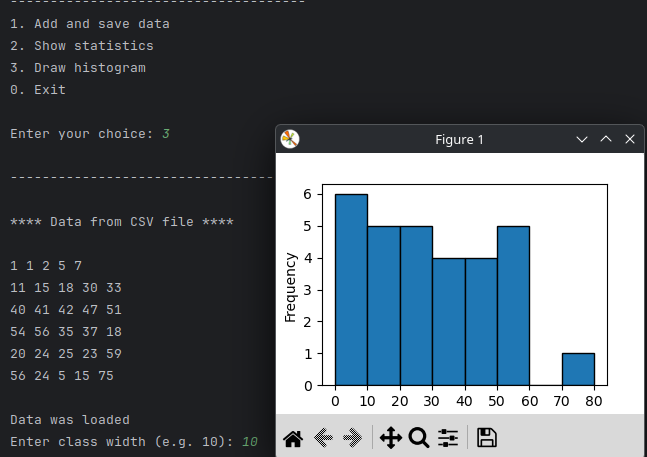 ------------------------------------
1. Add and save data
2. Show statistics
3. Draw histogram
0. Exit
Enter your choice: 3
---------------------------------
**** Data from CSV file ****
1 1 2 5 7
11 15 18 30 33
40 41 42 47 51
54 56 35 37 18
20 24 25 23 59
56 24 5 15 75
Data was loaded
Enter class width (e.g. 10): 10
Figure 1
Frequency
6
5
4
3
2
1
0
0 10 20 30 40 50 60 70 80